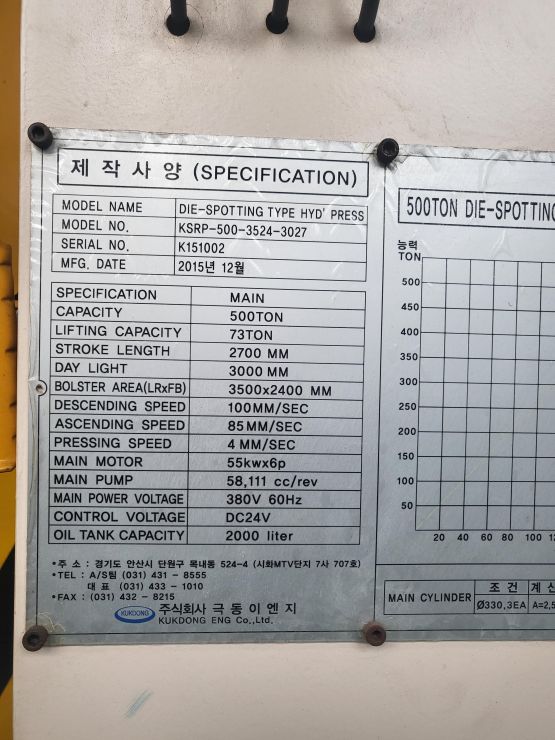 제작사양 (SPECIFICATION)
MODEL NAME DIE-SPOTTING TYPE HYD' PRESS
MODEL NO. KSRP-500-3524-3027
SERIAL NO. K151002
MFG. DATE 2015년 12월
SPECIFICATION MAIN
CAPACITY 500TON
LIFTING CAPACITY 73TON
STROKE LENGTH 2700 MM
DAY LIGHT 3000 MM
BOLSTER AREA(LRxFB) 3500x2400 MM
DESCENDING SPEED 100MM/SEC
ASCENDING SPEED 85MM/SEC
PRESSING SPEED 4 MM/SEC
MAIN MOTOR 55kwx6p
MAIN PUMP 58,111 cc/rev
MAIN POWER VOLTAGE 380V 60Hz
CONTROL VOLTAGE DC24V
OIL TANK CAPACITY 2000 liter
•주 소 : 경기도 안산시 단원구 목내동 524-4 (시화MTV단지 7사 707호)
•TEL : A/S팀 (031) 431 - 8555
대 표 (031) 433 - 1010
•FAX : (031) 432 - 8215
KUKDONG 주식회사 극동이엔지
KUKDONG ENG Co.,Ltd.
500TON DIE-SPOTTING
능력
TON
500
450
400
350
300
250
200
150
100
50
20 40 60 80 100
조 건 계 산
MAIN CYLINDER Ø330,3EA A=2,5